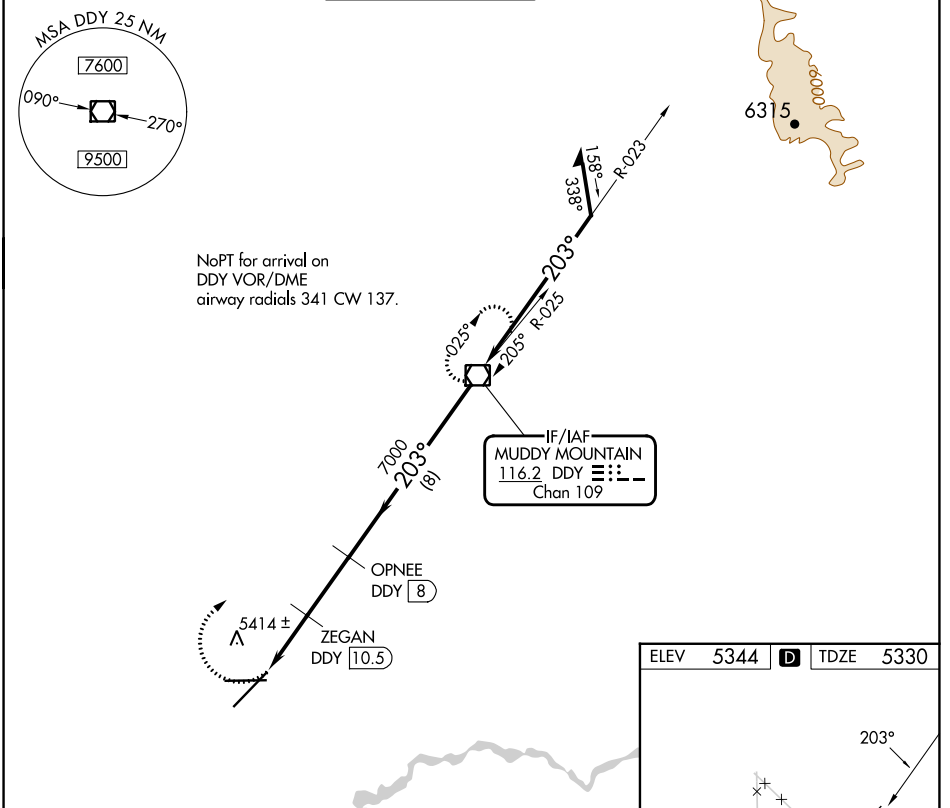 MSA DDY 25 NM
7600
090°
270°
9500
6000
6315
R-023
158°
338°
203°
NoPT for arrival on
DDY VOR/DME
airway radials 341 CW 137.
R-025
025°
205°
IF/IAF
MUDDY MOUNTAIN
116.2 DDY
Chan 109
7000
203°
(8)
OPNEE
DDY 8
5414 ±
ZEGAN
DDY 10.5
ELEV 5344 D TDZE 5330
203°